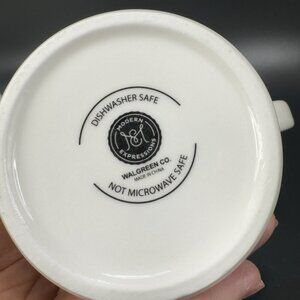 DISHWASHER SAFE
MODERN
EXPRESSIONS
WALGREEN CO.
MADE IN CHINA
NOT MICROWAVE SAFE